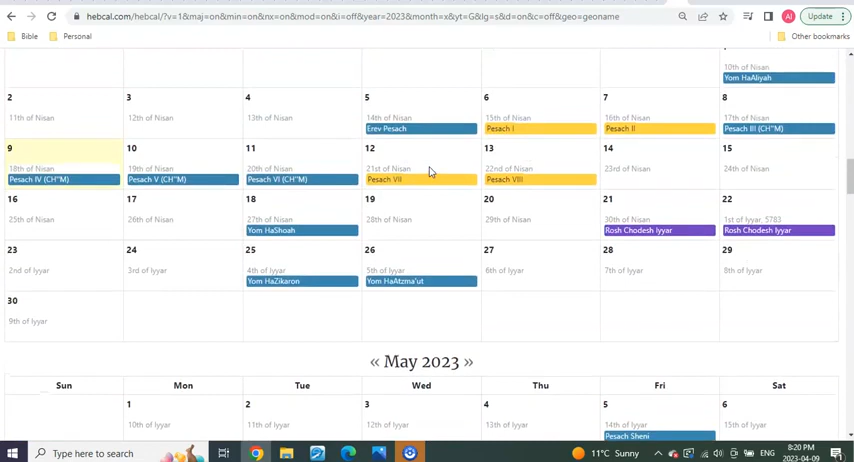 hebcal.com/hebcal/?v=1&maj=on&min=on&nx=on&mod=on&i=off&year=2023&month=x&yt=G&lg=s&d=on&c=off&geo=geoname
AI
Update
Bible Personal Other bookmarks
10th of Nisan
Yom HaAliyah
2 3 4 5 6 7 8
11th of Nisan 12th of Nisan 13th of Nisan 14th of Nisan 15th of Nisan 16th of Nisan 17th of Nisan
Erev Pesach Pesach I Pesach II Pesach III (CH''M)
9 10 11 12 13 14 15
18th of Nisan 19th of Nisan 20th of Nisan 21st of Nisan 22nd of Nisan 23rd of Nisan 24th of Nisan
Pesach IV (CH''M) Pesach V (CH''M) Pesach VI (CH''M) Pesach VII Pesach VIII
16 17 18 19 20 21 22
25th of Nisan 26th of Nisan 27th of Nisan 28th of Nisan 29th of Nisan 30th of Nisan 1st of Iyyar, 5783
Yom HaShoah Rosh Chodesh Iyyar Rosh Chodesh Iyyar
23 24 25 26 27 28 29
2nd of Iyyar 3rd of Iyyar 4th of Iyyar 5th of Iyyar 6th of Iyyar 7th of Iyyar 8th of Iyyar
Yom HaZikaron Yom HaAtzma'ut
30
9th of Iyyar
« May 2023 »
Sun Mon Tue Wed Thu Fri Sat
1 2 3 4 5 6
10th of Iyyar 11th of Iyyar 12th of Iyyar 13th of Iyyar 14th of Iyyar 15th of Iyyar
Pesach Sheni
Type here to search 11°C Sunny ENG 8:20 PM
2023-04-09